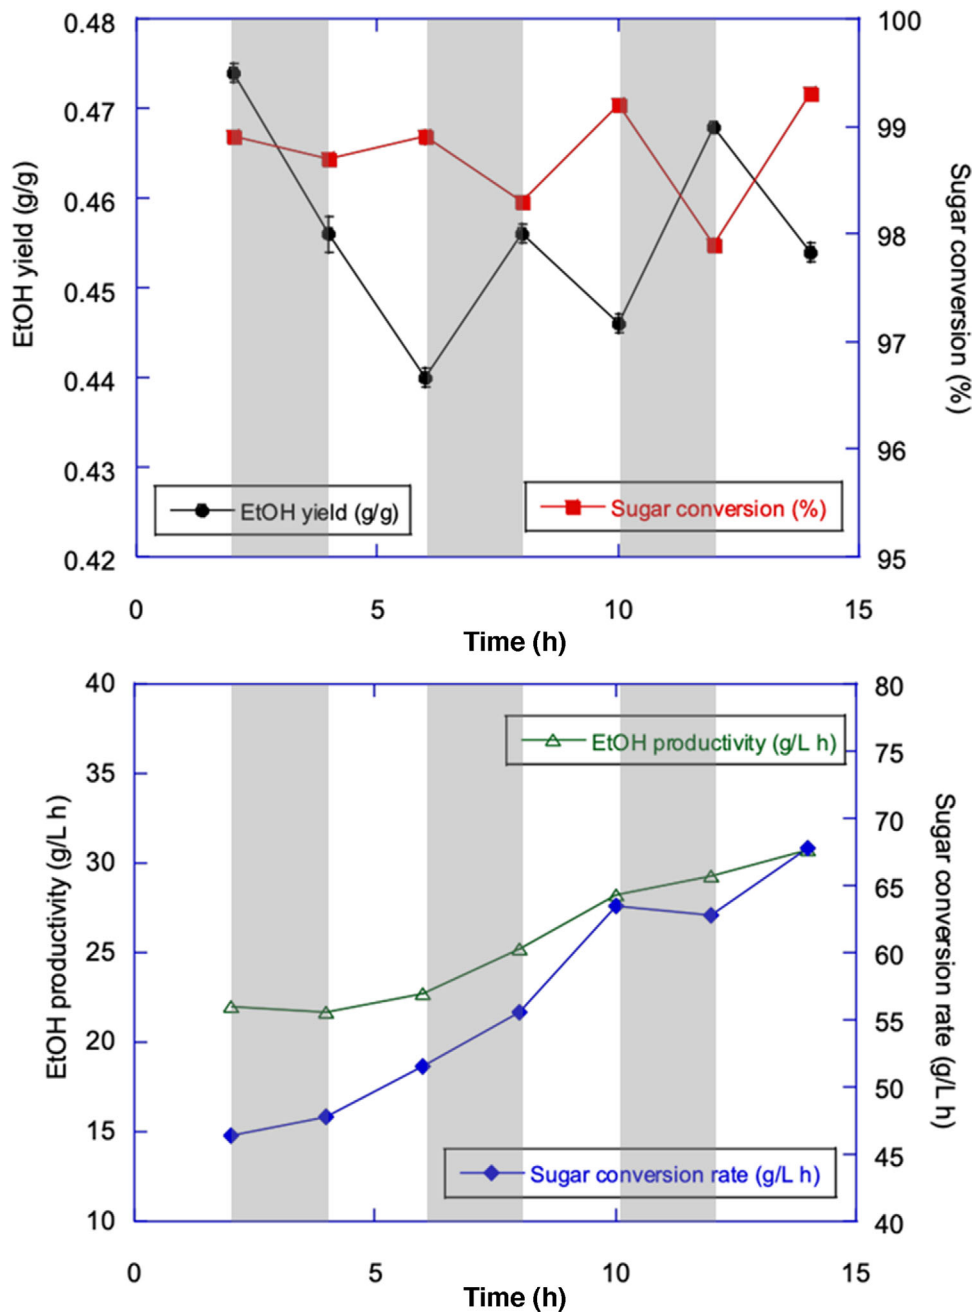 0.48
0.47
0.46
0.45
0.44
0.43
0.42
EtOH yield (g/g)
100
99
98
97
96
95
Sugar conversion (%)
EtOH yield (g/g)
Sugar conversion (%)
0 5 10 15
Time (h)
40
35
30
25
20
15
10
EtOH productivity (g/L h)
80
75
70
65
60
55
50
45
40
Sugar conversion rate (g/L h)
EtOH productivity (g/L h)
Sugar conversion rate (g/L h)
0 5 10 15
Time (h)